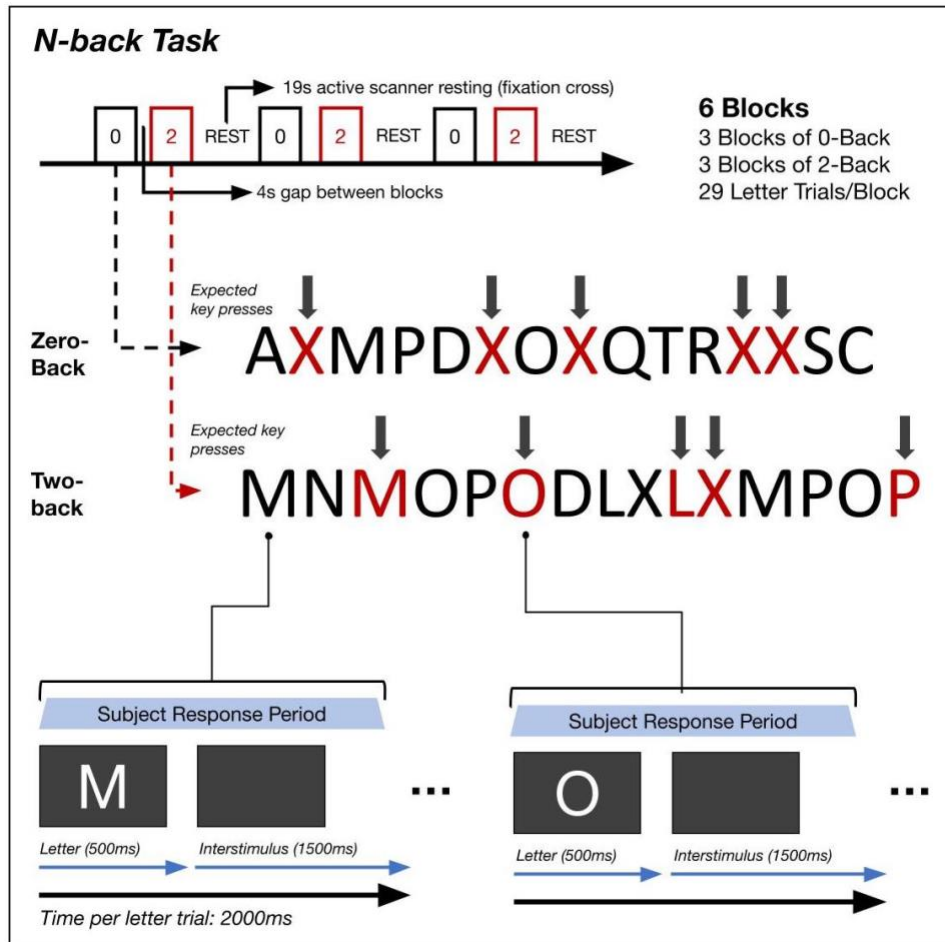 N-back Task
19s active scanner resting (fixation cross)
0 2 REST 0 2 REST 0 2 REST
4s gap between blocks
6 Blocks
3 Blocks of 0-Back
3 Blocks of 2-Back
29 Letter Trials/Block
Expected
key presses
Zero-
Back
AXMPDXOXQTRXXSC
Expected key
presses
Two-
back
MNMOPODLXLXMPOP
Subject Response Period
M
...
Letter (500ms) Interstimulus (1500ms)
Time per letter trial: 2000ms
Subject Response Period
O
...
Letter (500ms) Interstimulus (1500ms)